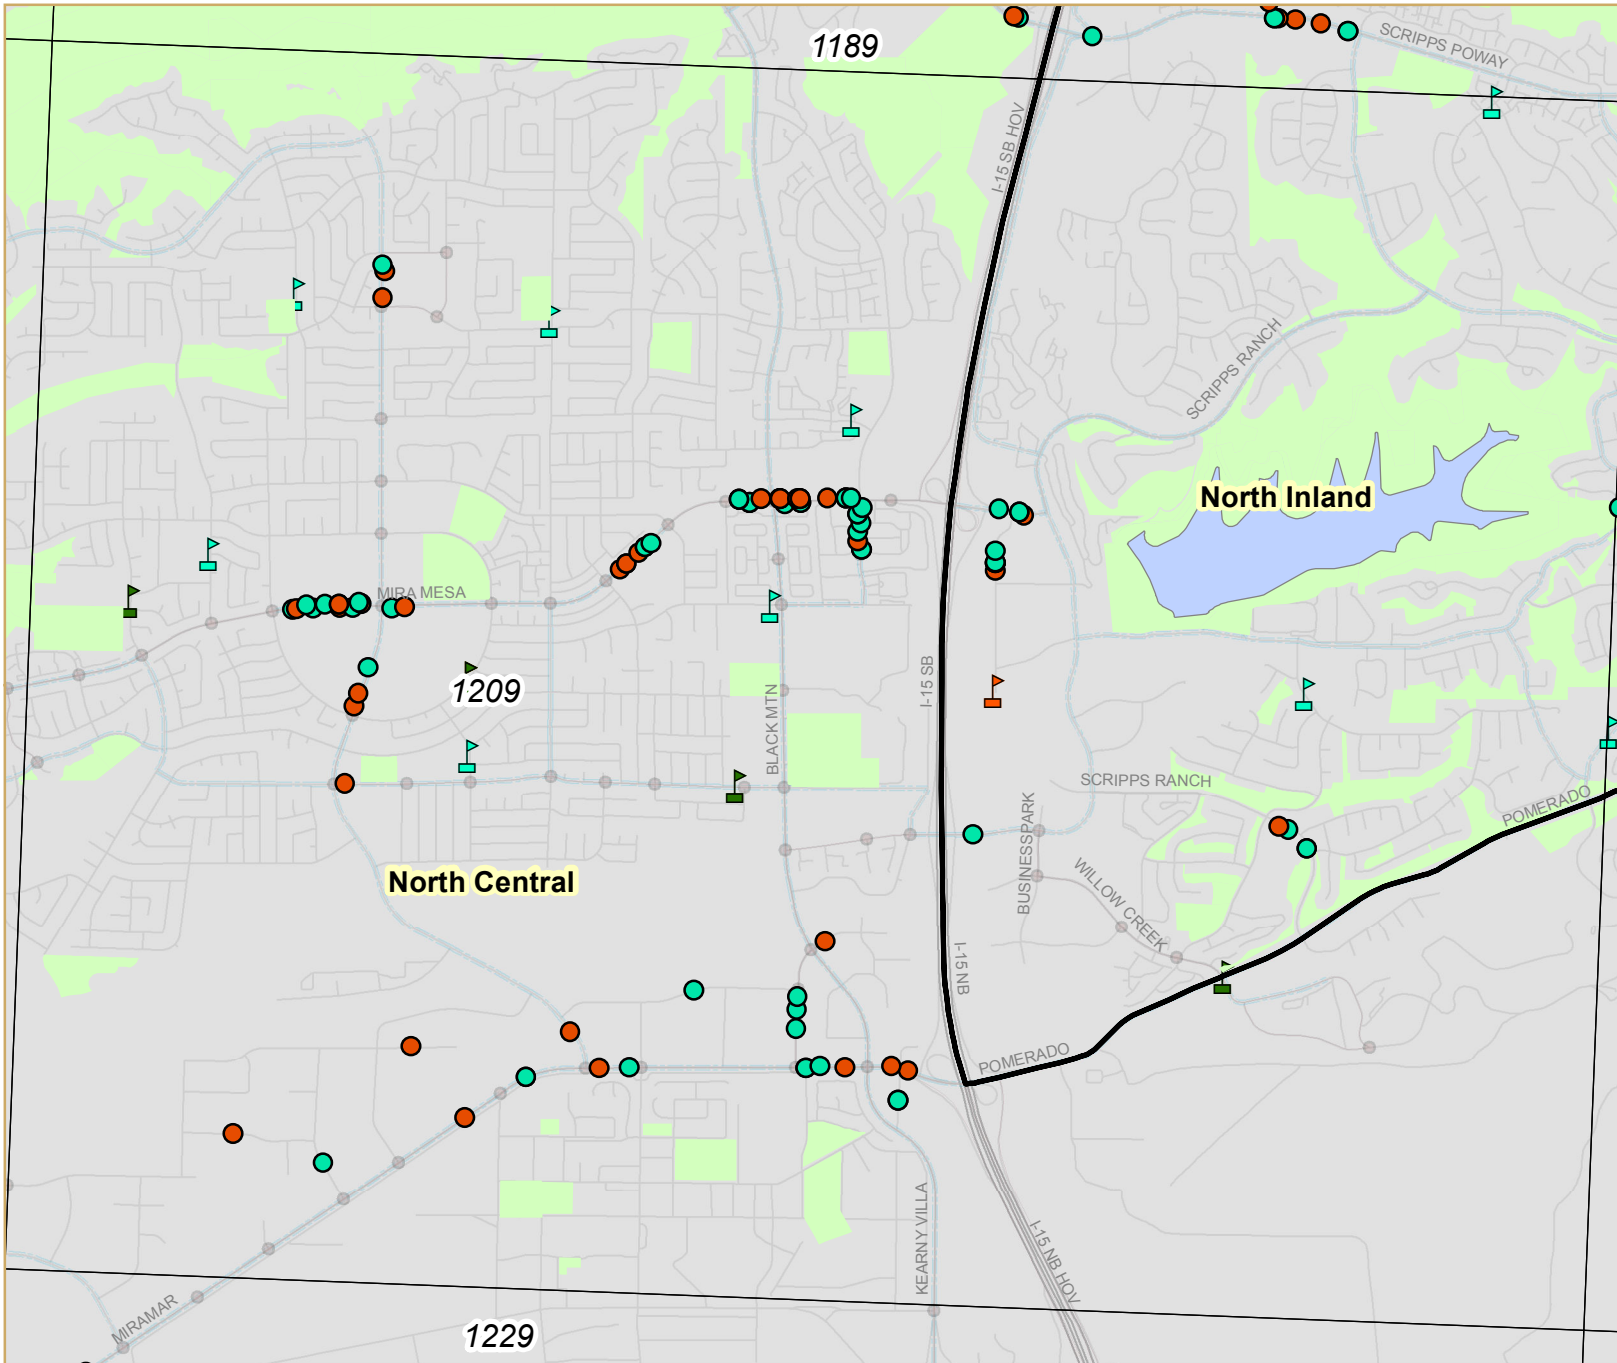 1189
SCRIPPS POWAY
I-15 SB HOV
SCRIPPS RANCH
North Inland
MIRA MESA
1209
I-15 SB
BLACK MTN
SCRIPPS RANCH
POMERADO
BUSINESSPARK
WILLOW CREEK
North Central
I-15 NB
POMERADO
KEARNY VILLA
I-15 NB HOV
MIRAMAR
1229